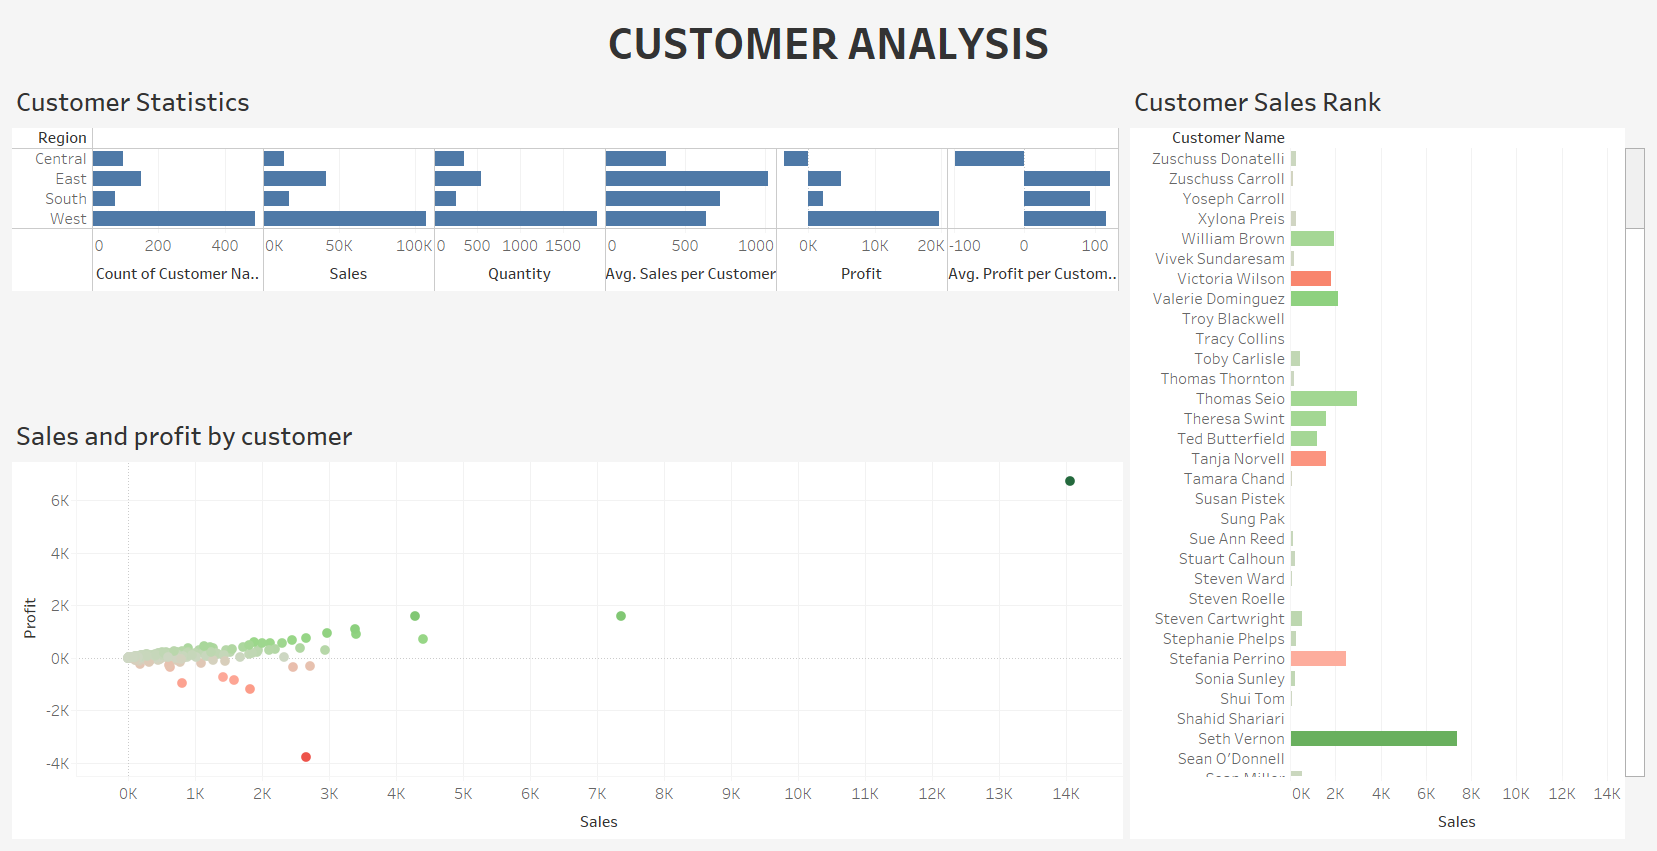 CUSTOMER ANALYSIS
Customer Statistics
Region
Central
East
South
West
0 200 400 0K 50K 100K 0 500 1000 1500 0 500 1000 0K 10K 20K -100 0 100
Count of Customer Na.. Sales Quantity Avg. Sales per Customer Profit Avg. Profit per Custom..
Sales and profit by customer
Profit
6K
4K
2K
0K
-2K
-4K
0K 1K 2K 3K 4K 5K 6K 7K 8K 9K 10K 11K 12K 13K 14K
Sales
Customer Sales Rank
Customer Name
Zuschuss Donatelli
Zuschuss Carroll
Yoseph Carroll
Xylona Preis
William Brown
Vivek Sundaresam
Victoria Wilson
Valerie Dominguez
Troy Blackwell
Tracy Collins
Toby Carlisle
Thomas Thornton
Thomas Seio
Theresa Swint
Ted Butterfield
Tanja Norvell
Tamara Chand
Susan Pistek
Sung Pak
Sue Ann Reed
Stuart Calhoun
Steven Ward
Steven Roelle
Steven Cartwright
Stephanie Phelps
Stefania Perrino
Sonia Sunley
Shui Tom
Shahid Shariari
Seth Vernon
Sean O'Donnell
Sean Miller
0K 2K 4K 6K 8K 10K 12K 14K
Sales